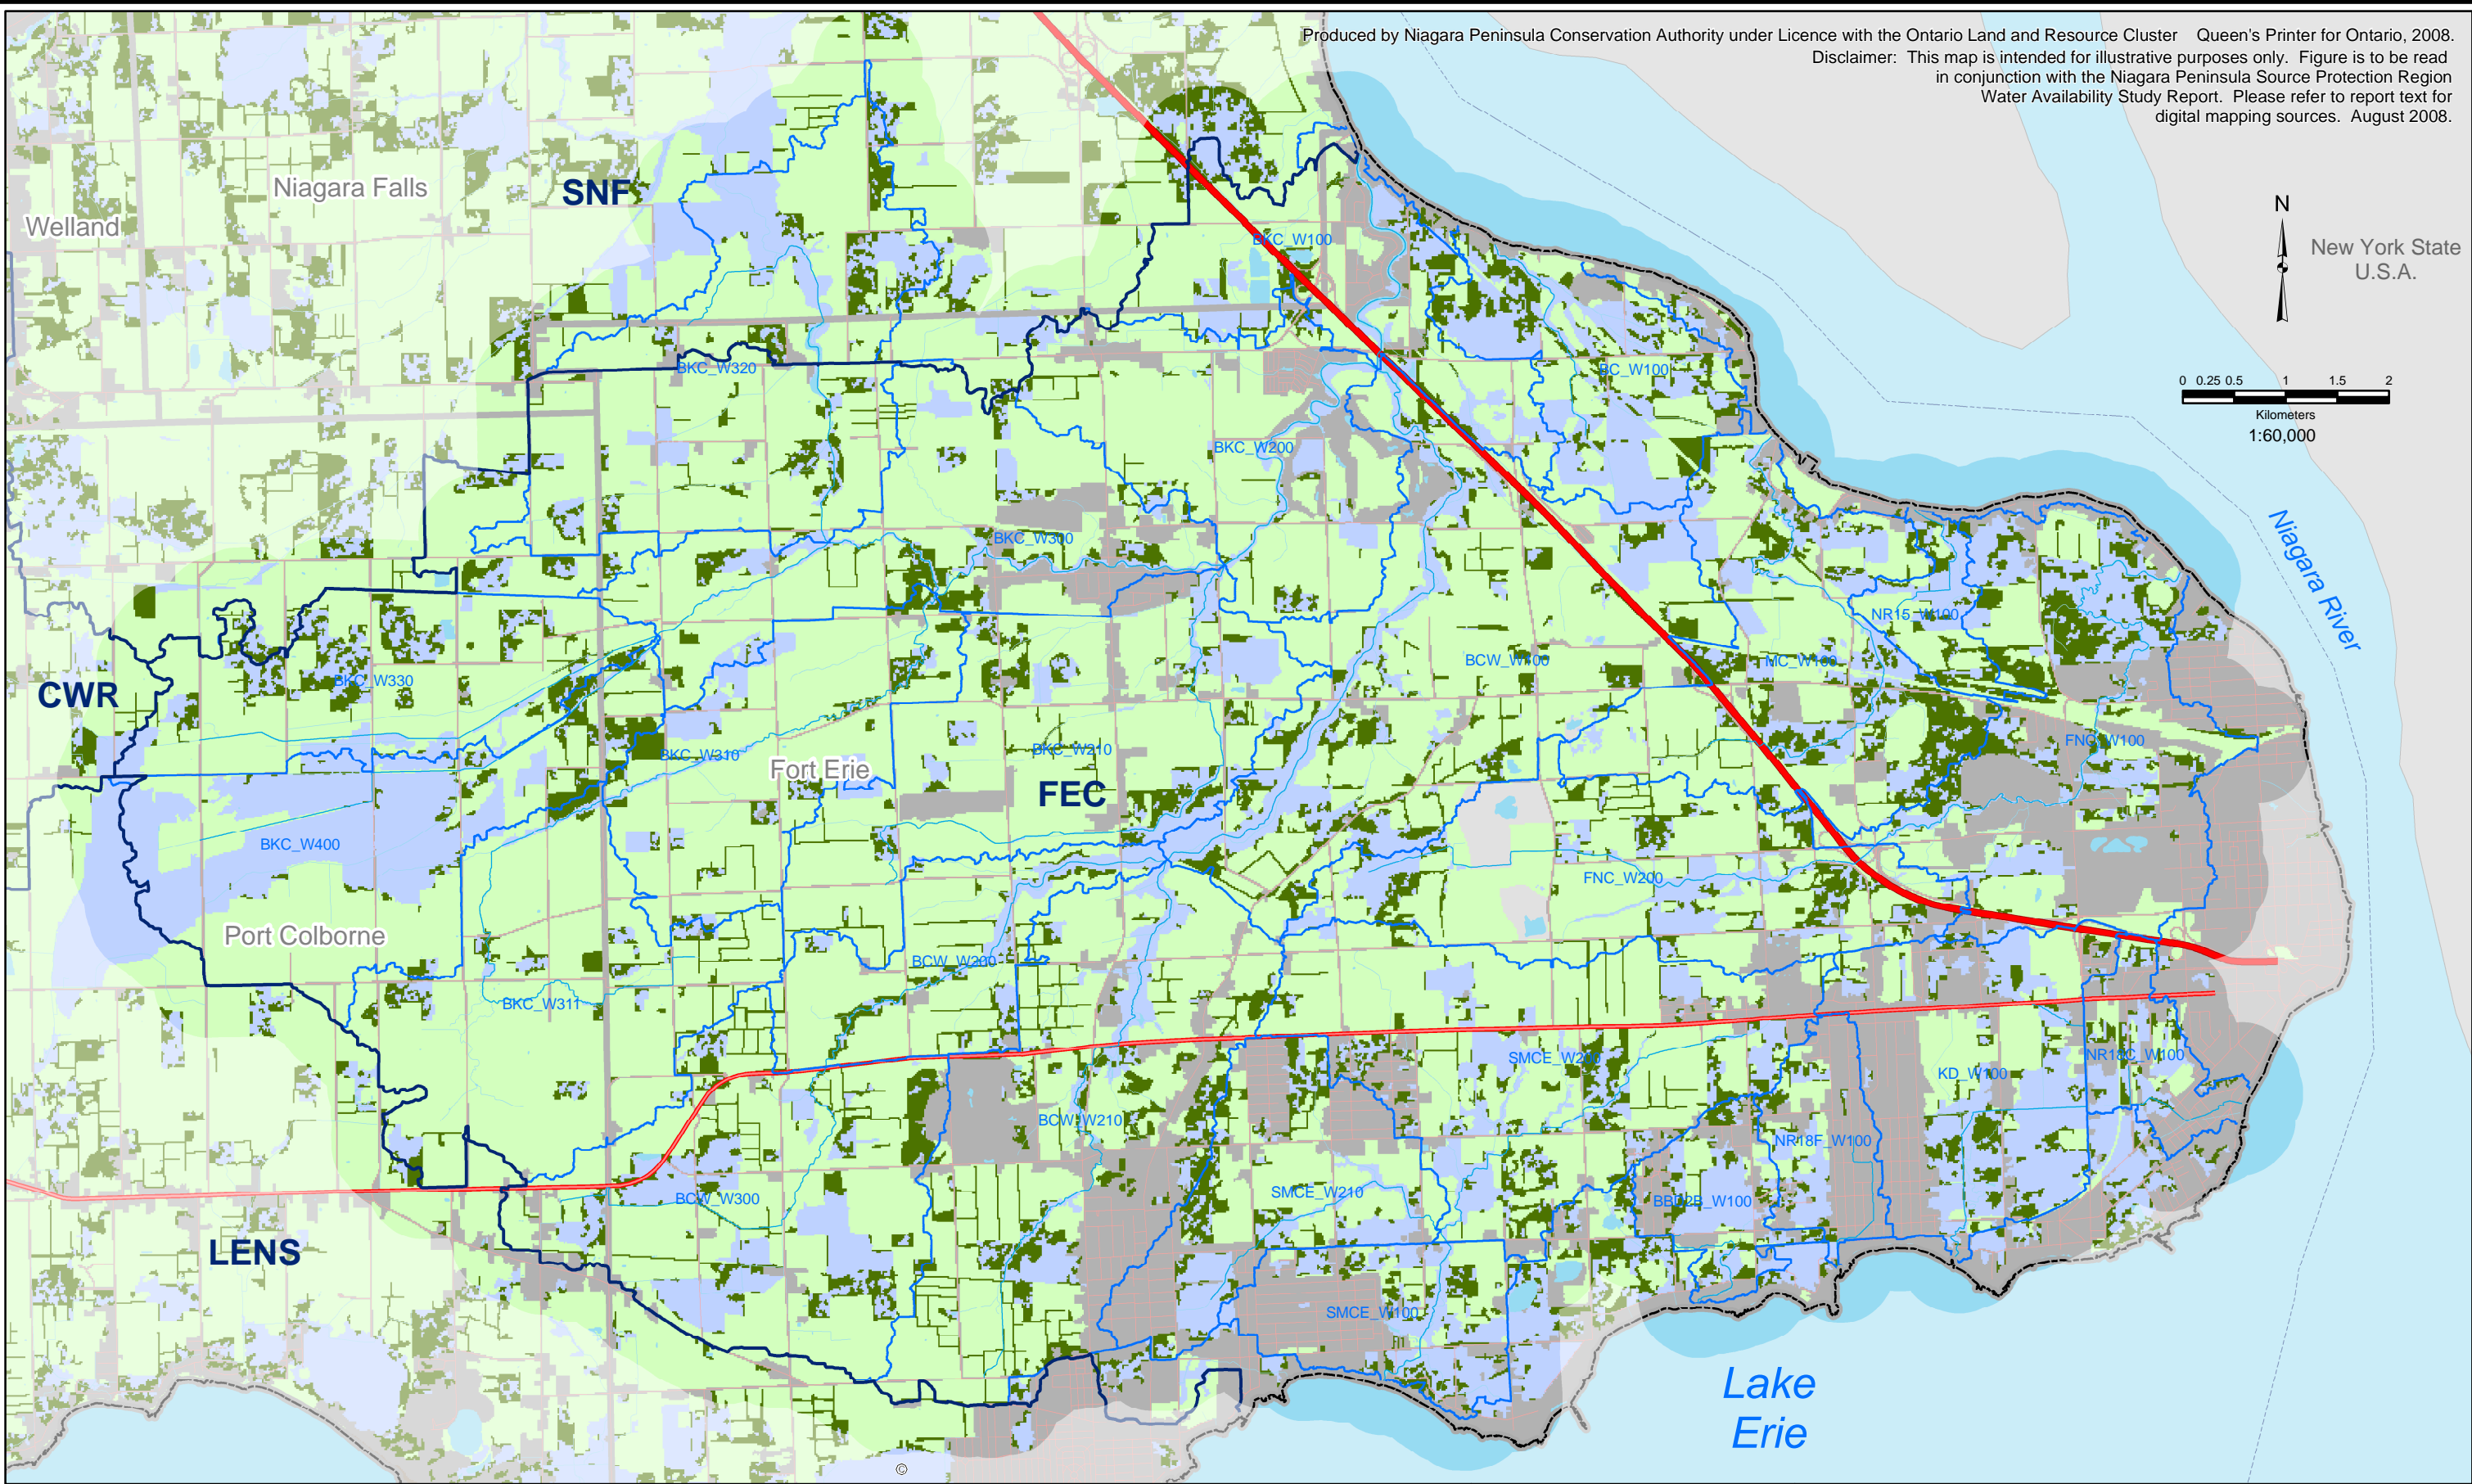 Produced by Niagara Peninsula Conservation Authority under Licence with the Ontario Land and Resource Cluster Queen's Printer for Ontario, 2008.
Disclaimer: This map is intended for illustrative purposes only. Figure is to be read
in conjunction with the Niagara Peninsula Source Protection Region
Water Availability Study Report. Please refer to report text for
digital mapping sources. August 2008.
Niagara Falls
SNF
Welland
N
New York State
U.S.A.
BKC_W100
BKC_W320
BC_W100
0 0.25 0.5 1 1.5 2
Kilometers
1:60,000
BKC_W200
BKC_W300
Niagara River
NR15_W100
BCW_W100
MC_W100
CWR
BKC_W330
BKC_W310
BKC_W210
FNC_W100
Fort Erie
FEC
BKC_W400
FNC_W200
Port Colborne
BCW_W200
BKC_W311
SMCE_W200
NR18C_W100
KD_W100
BCW_W210
NR18F_W100
BCW_W300
SMCE_W210
BBD2B_W100
LENS
SMCE_W100
Lake
Erie
©